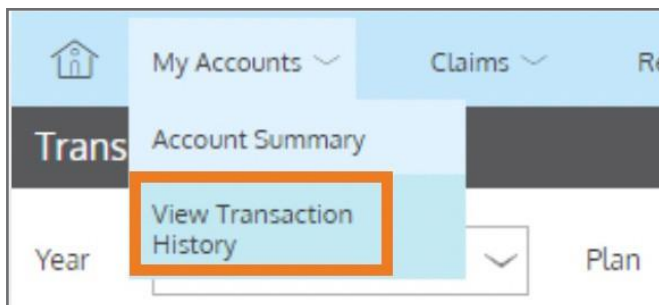 My Accounts Claims
Trans
Account Summary
View Transaction
History
Year Plan